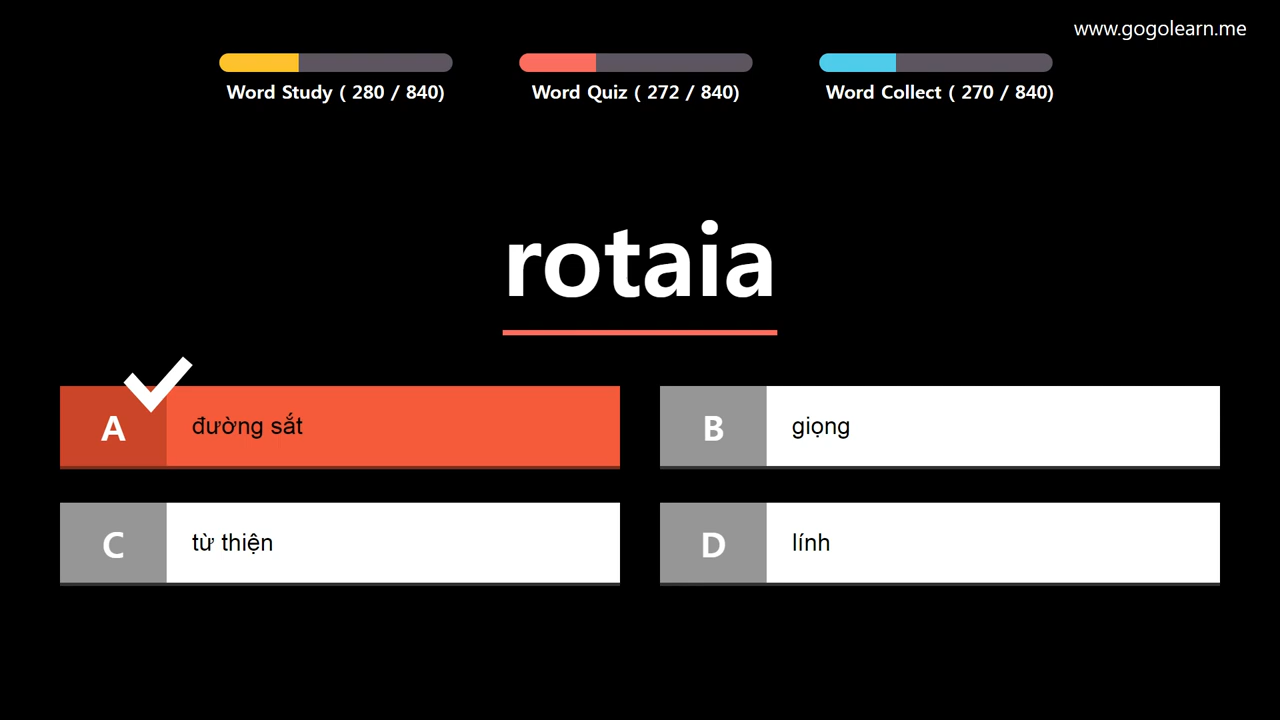 www.gogolearn.me
Word Study ( 280 / 840)
Word Quiz ( 272 / 840)
Word Collect ( 270 / 840)
rotaia
A
đường sắt
B
giọng
C
từ thiện
D
lính